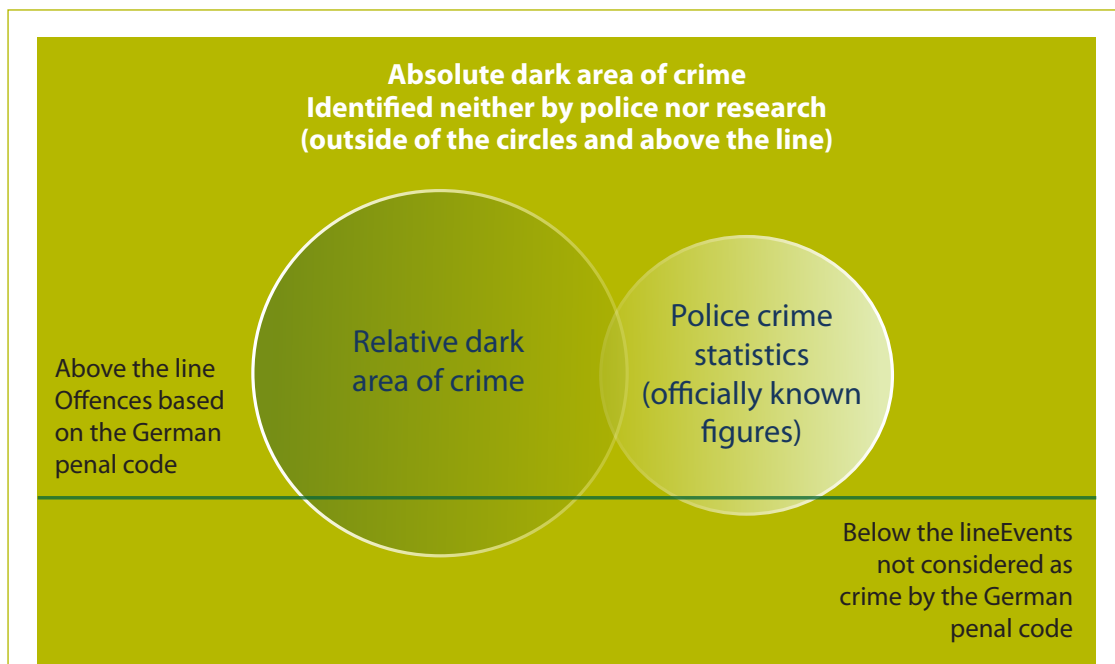 Absolute dark area of crime
Identified neither by police nor research
(outside of the circles and above the line)
Relative dark
area of crime
Police crime
statistics
(officially known
figures)
Above the line
Offences based
on the German
penal code
Below the lineEvents
not considered as
crime by the German
penal code